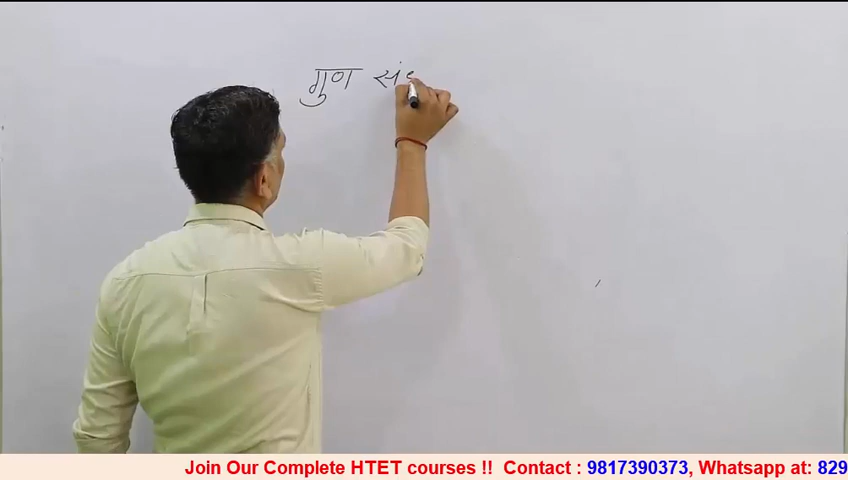 गुण सं
Join Our Complete HTET courses !! Contact : 9817390373, Whatsapp at: 829